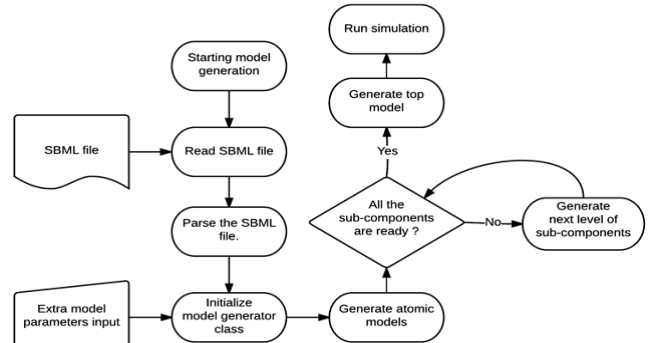 Run simulation
Starting model
generation
Generate top
model
SBML file
Read SBML file
Yes
All the
sub-components
are ready ?
No
Generate
next level of
sub-components
Parse the SBML
file.
Extra model
parameters input
Initialize
model generator
class
Generate atomic
models